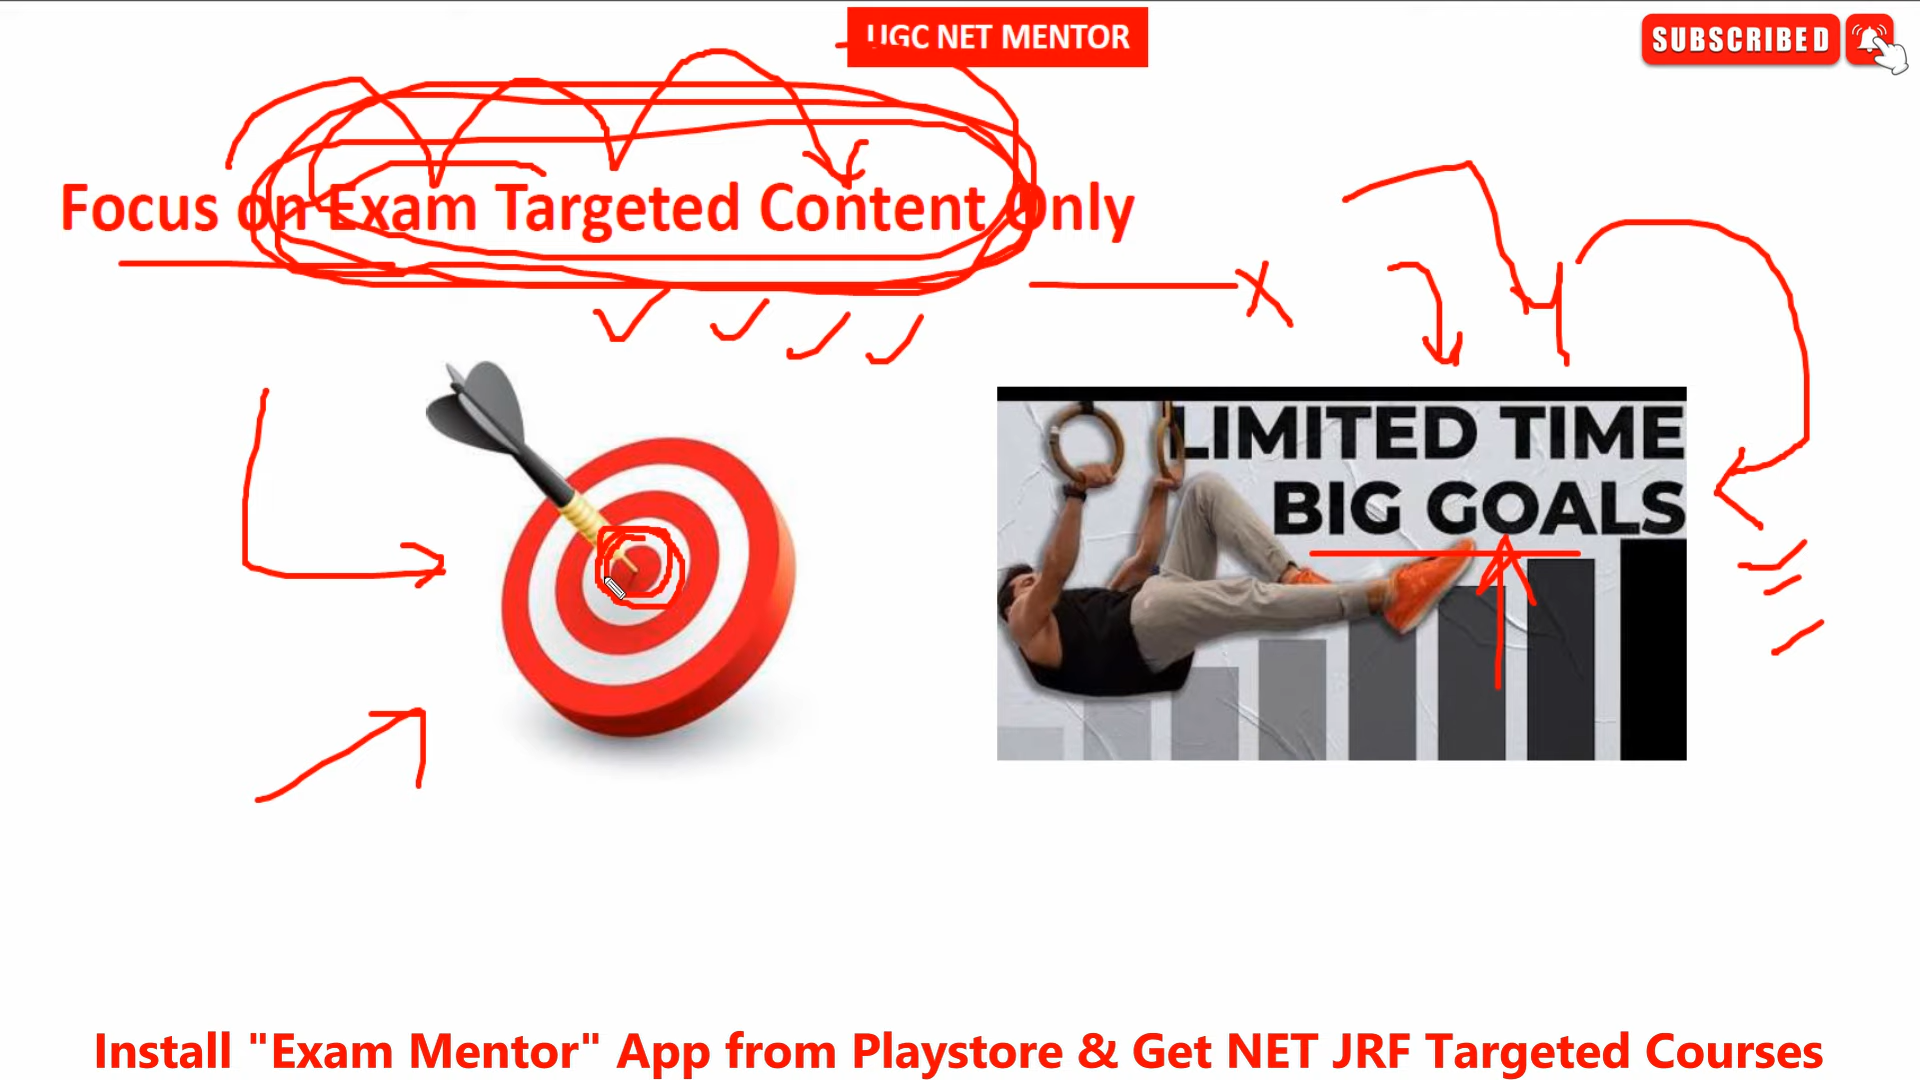 UGC NET MENTOR
SUBSCRIBED
Focus on Exam Targeted Content Only
LIMITED TIME
BIG GOALS
Install "Exam Mentor" App from Playstore & Get NET JRF Targeted Courses